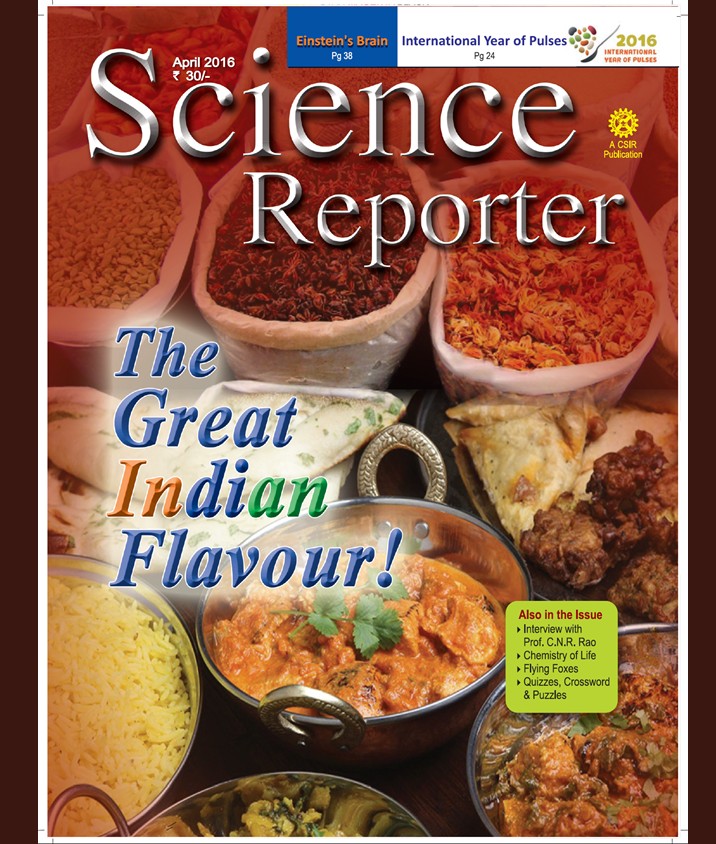 Einstein's Brain
Pg 38
International Year of Pulses
Pg 24
2016
INTERNATIONAL
YEAR OF PULSES
April 2016
₹ 30/-
Science
Reporter
A CSIR
Publication
The
Great
Indian
Flavour!
Also in the Issue
Interview with
Prof. C.N.R. Rao
Chemistry of Life
Flying Foxes
Quizzes, Crossword
& Puzzles